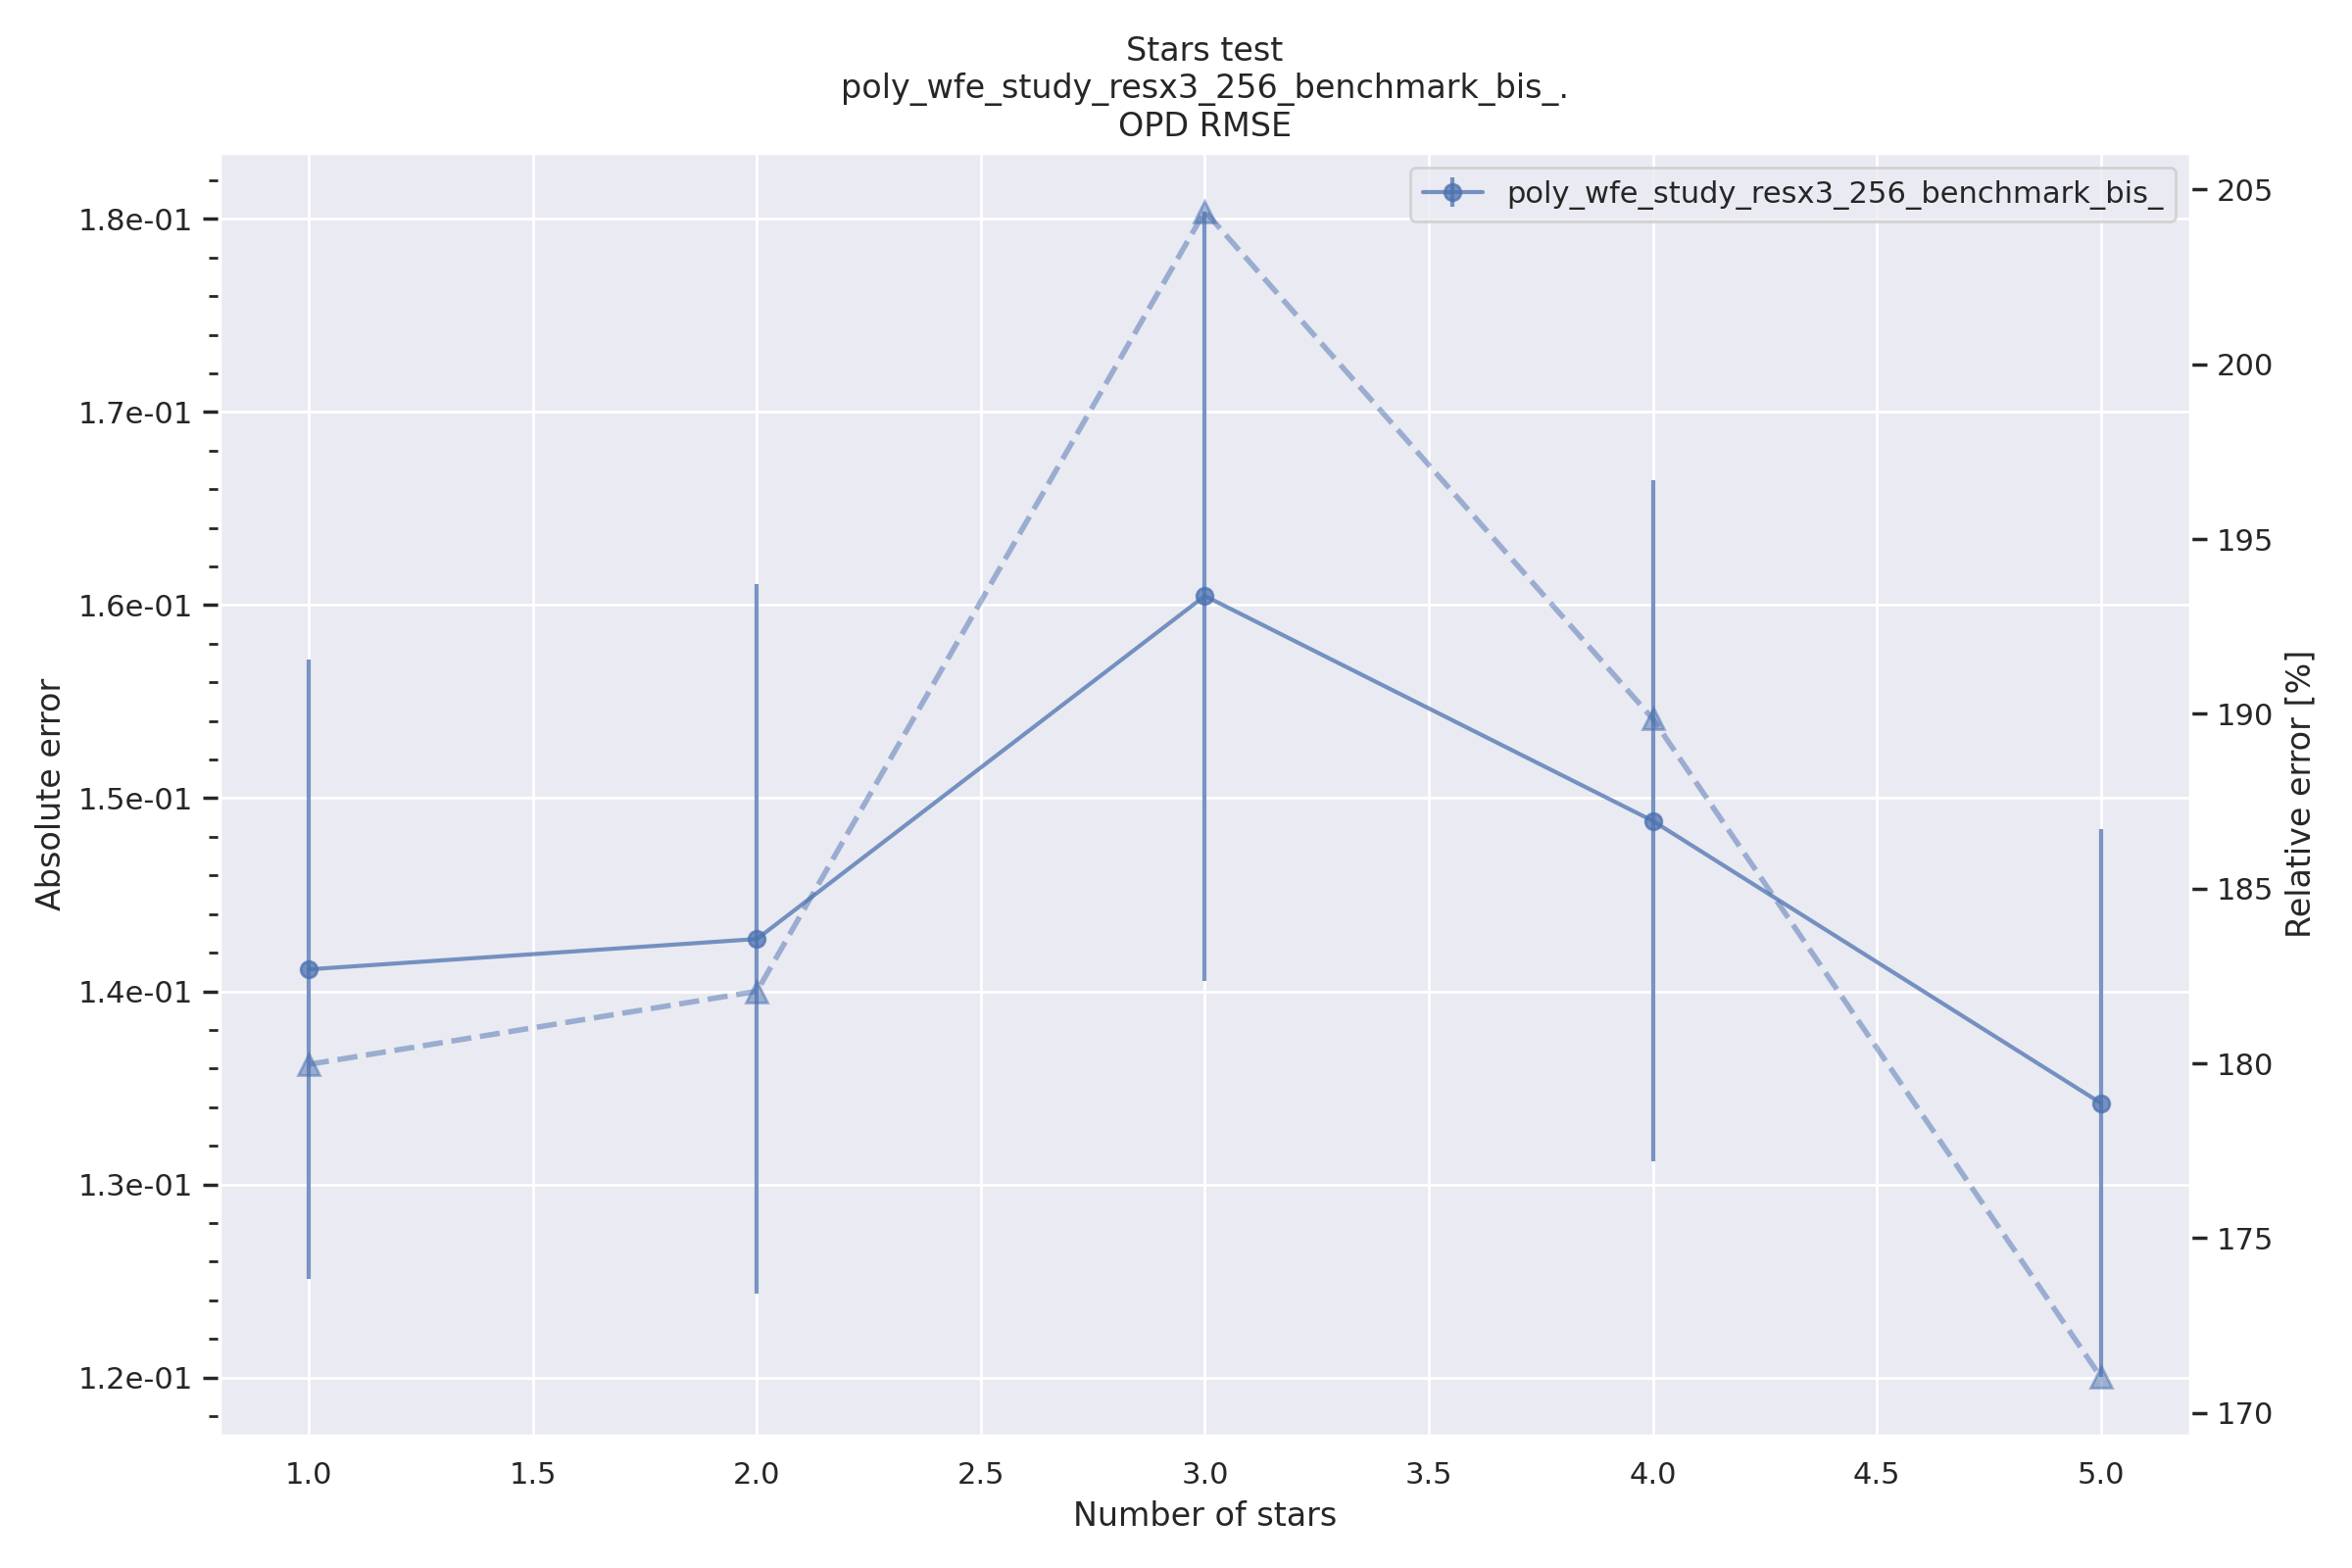 Stars test
poly_wfe_study_resx3_256_benchmark_bis_.
OPD RMSE
poly_wfe_study_resx3_256_benchmark_bis_
Absolute error
1.8e-01
1.7e-01
1.6e-01
1.5e-01
1.4e-01
1.3e-01
1.2e-01
205
200
195
190
185
180
175
170
Relative error [%]
1.0 1.5 2.0 2.5 3.0 3.5 4.0 4.5 5.0
Number of stars